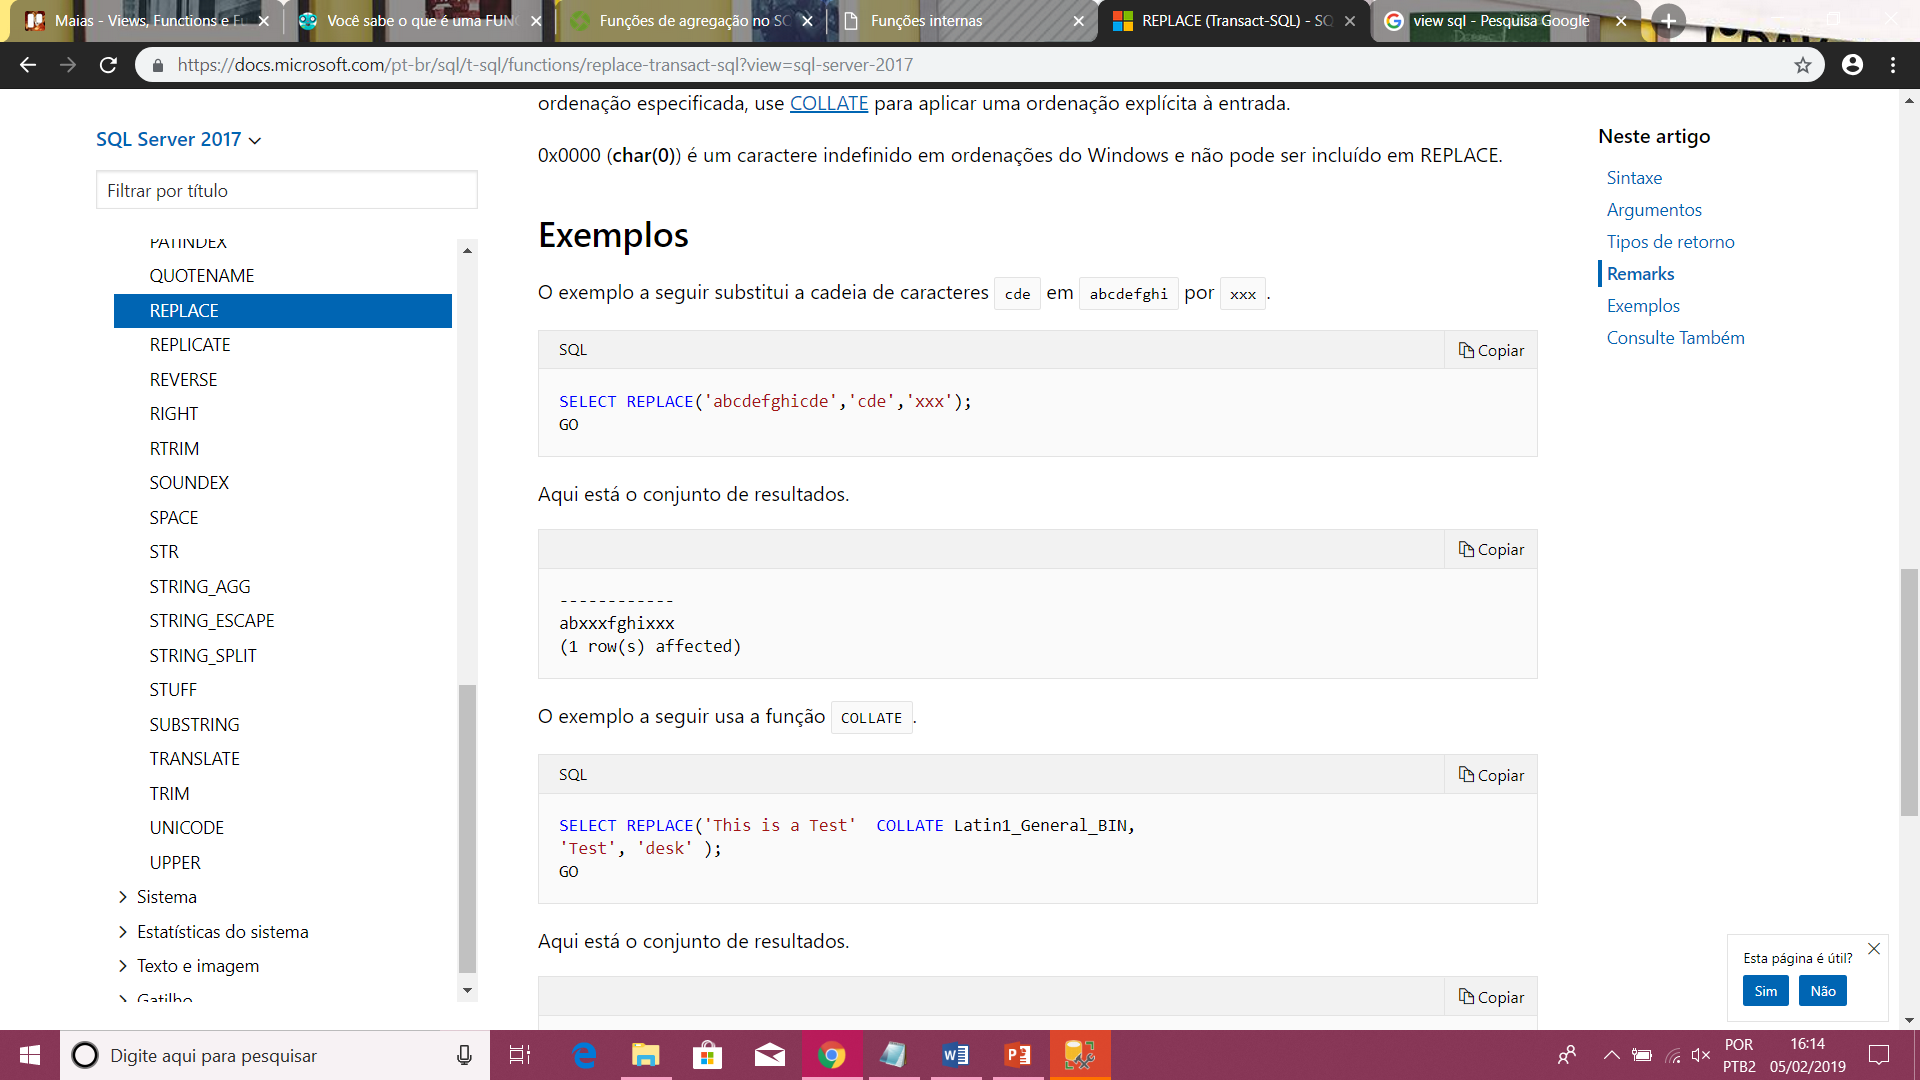 Maias - Views, Functions e Fu
Você sabe o que é uma FUNC
Funções de agregação no SC
Funções internas
REPLACE (Transact-SQL) - SQ
view sql - Pesquisa Google
https://docs.microsoft.com/pt-br/sql/t-sql/functions/replace-transact-sql?view=sql-server-2017
SQL Server 2017
Filtrar por título
PATINDEX
QUOTENAME
REPLACE
REPLICATE
REVERSE
RIGHT
RTRIM
SOUNDEX
SPACE
STR
STRING_AGG
STRING_ESCAPE
STRING_SPLIT
STUFF
SUBSTRING
TRANSLATE
TRIM
UNICODE
UPPER
Sistema
Estatísticas do sistema
Texto e imagem
Gatilho
ordenação especificada, use COLLATE para aplicar uma ordenação explícita à entrada.
0x0000 (char(0)) é um caractere indefinido em ordenações do Windows e não pode ser incluído em REPLACE.
Exemplos
O exemplo a seguir substitui a cadeia de caracteres cde em abcdefghi por xxx .
SQL
Copiar
SELECT REPLACE('abcdefghicde','cde','xxx');
GO
Aqui está o conjunto de resultados.
Copiar
------------
abxxxfghixxx
(1 row(s) affected)
O exemplo a seguir usa a função COLLATE .
SQL
Copiar
SELECT REPLACE('This is a Test'  COLLATE Latin1_General_BIN,
'Test', 'desk' );
GO
Aqui está o conjunto de resultados.
Copiar
Neste artigo
Sintaxe
Argumentos
Tipos de retorno
Remarks
Exemplos
Consulte Também
Esta página é útil?
Sim
Não
Digite aqui para pesquisar
POR
PTB2
16:14
05/02/2019